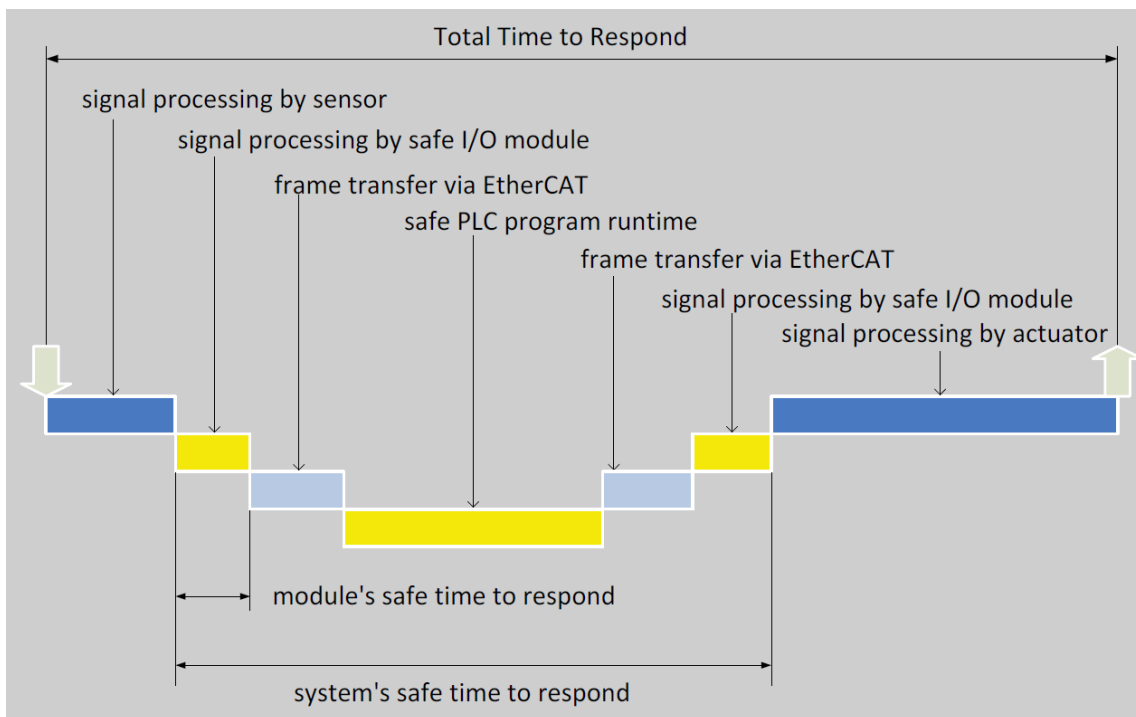 Total Time to Respond
signal processing by sensor
signal processing by safe I/O module
frame transfer via EtherCAT
safe PLC program runtime
frame transfer via EtherCAT
signal processing by safe I/O module
signal processing by actuator
module's safe time to respond
system's safe time to respond